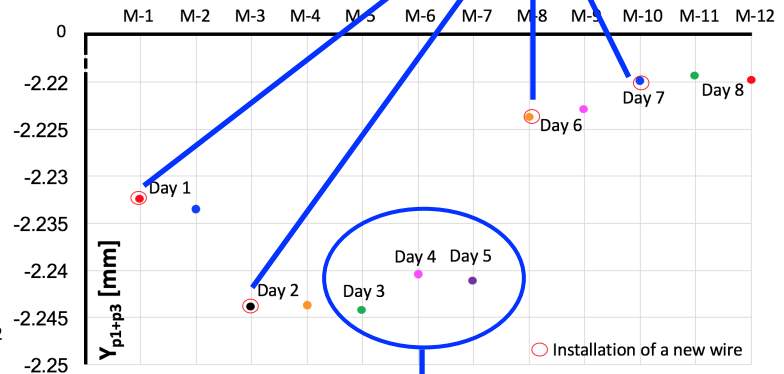 M-1 M-2 M-3 M-4 M-5 M-6 M-7 M-8 M-9 M-10 M-11 M-12
0
-2.22
-2.225
-2.23
-2.235
-2.24
-2.245
-2.25
Day 1
Day 2
Day 3
Day 4
Day 5
Day 6
Day 7
Day 8
Yp1+p3 [mm]
Installation of a new wire